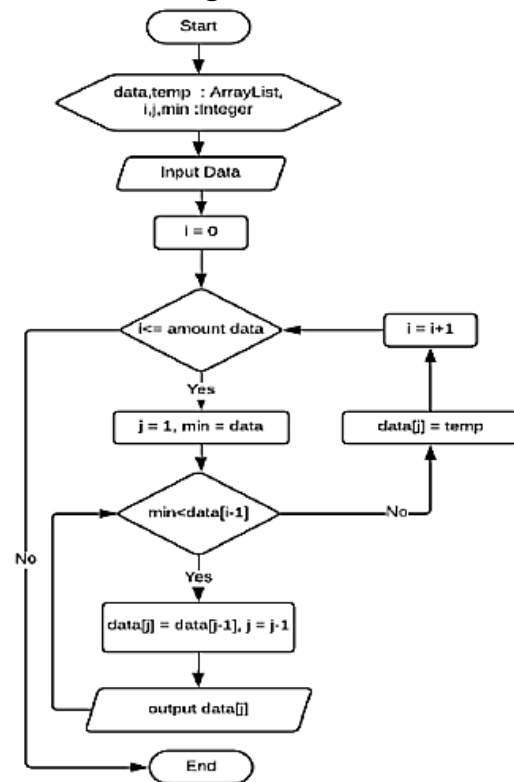 Start
data,temp : ArrayList,
i,j,min :Integer
Input Data
i = 0
i<= amount data
i = i+1
Yes
j = 1, min = data
data[j] = temp
min<data[i-1]
No
No
Yes
data[j] = data[j-1], j = j-1
output data[j]
End